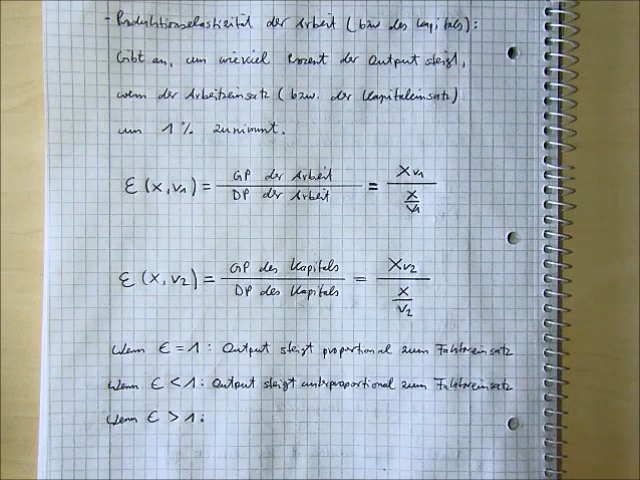 - Produktionselastizität der Arbeit (bzw des Kapitals):
Gibt an, um wieviel Prozent der Output steigt,
wenn der Arbeitseinsatz (bzw. der Kapitaleinsatz)
um 1% zunimmt.
ε(x, v₁) = GP der Arbeit / DP der Arbeit = x_v₁ / (x / v₁)
ε(x, v₂) = GP des Kapitals / DP des Kapitals = x_v₂ / (x / v₂)
Wenn ε = 1: Output steigt proportional zum Faktoreinsatz
Wenn ε < 1: Output steigt unterproportional zum Faktoreinsatz
Wenn ε > 1: